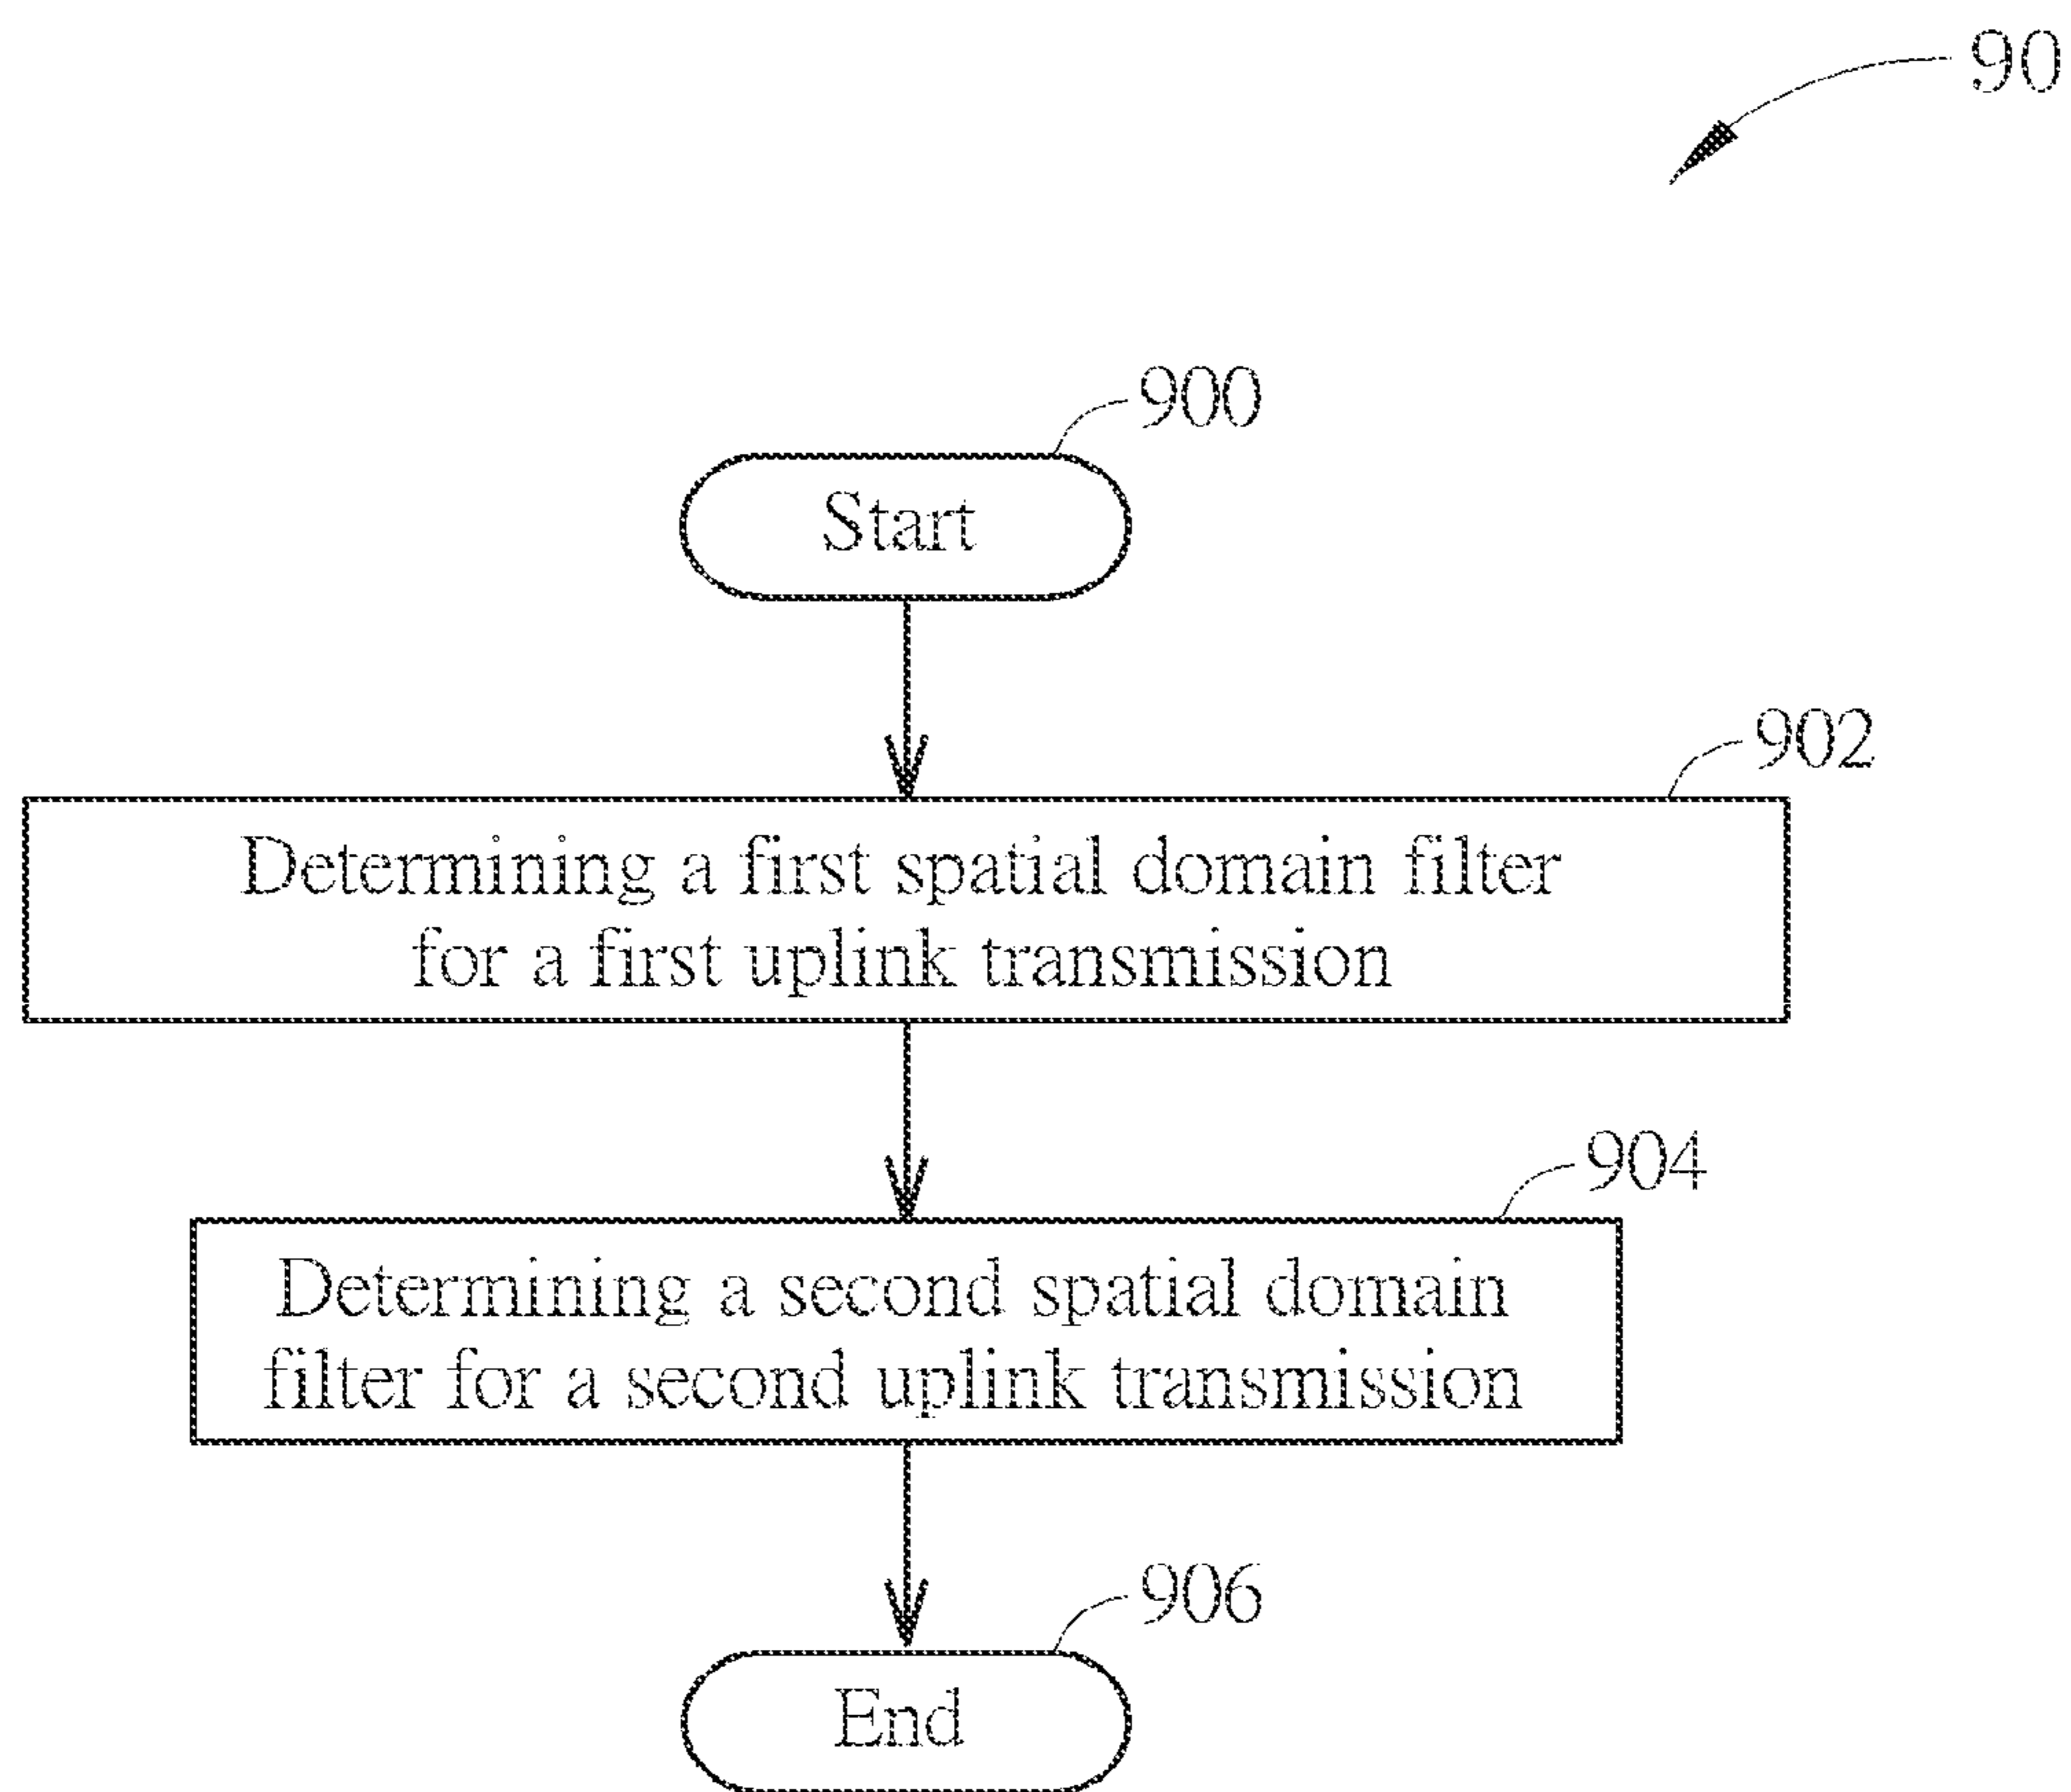 90
900
Start
902
Determining a first spatial domain filter
for a first uplink transmission
904
Determining a second spatial domain
filter for a second uplink transmission
906
End